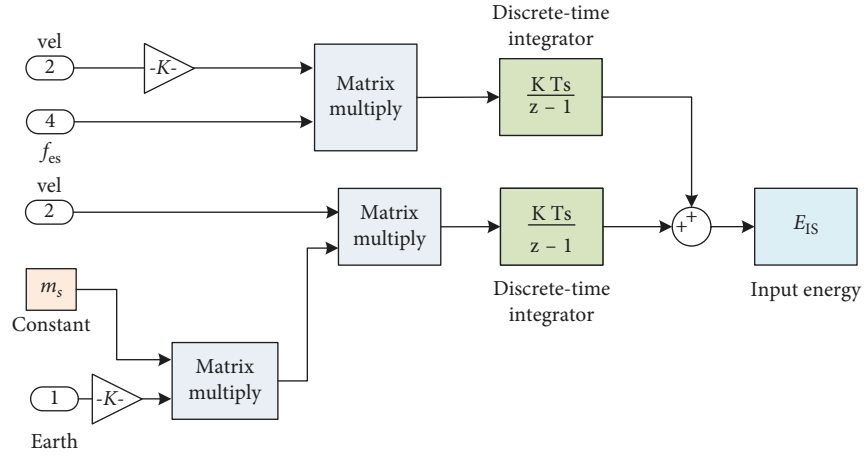 Discrete-time
integrator
vel
2
-K-
Matrix
multiply
K Ts
z – 1
4
f_es
vel
2
Matrix
multiply
K Ts
z – 1
++
E_IS
Discrete-time
integrator
Input energy
m_s
Constant
Matrix
multiply
1
-K-
Earth